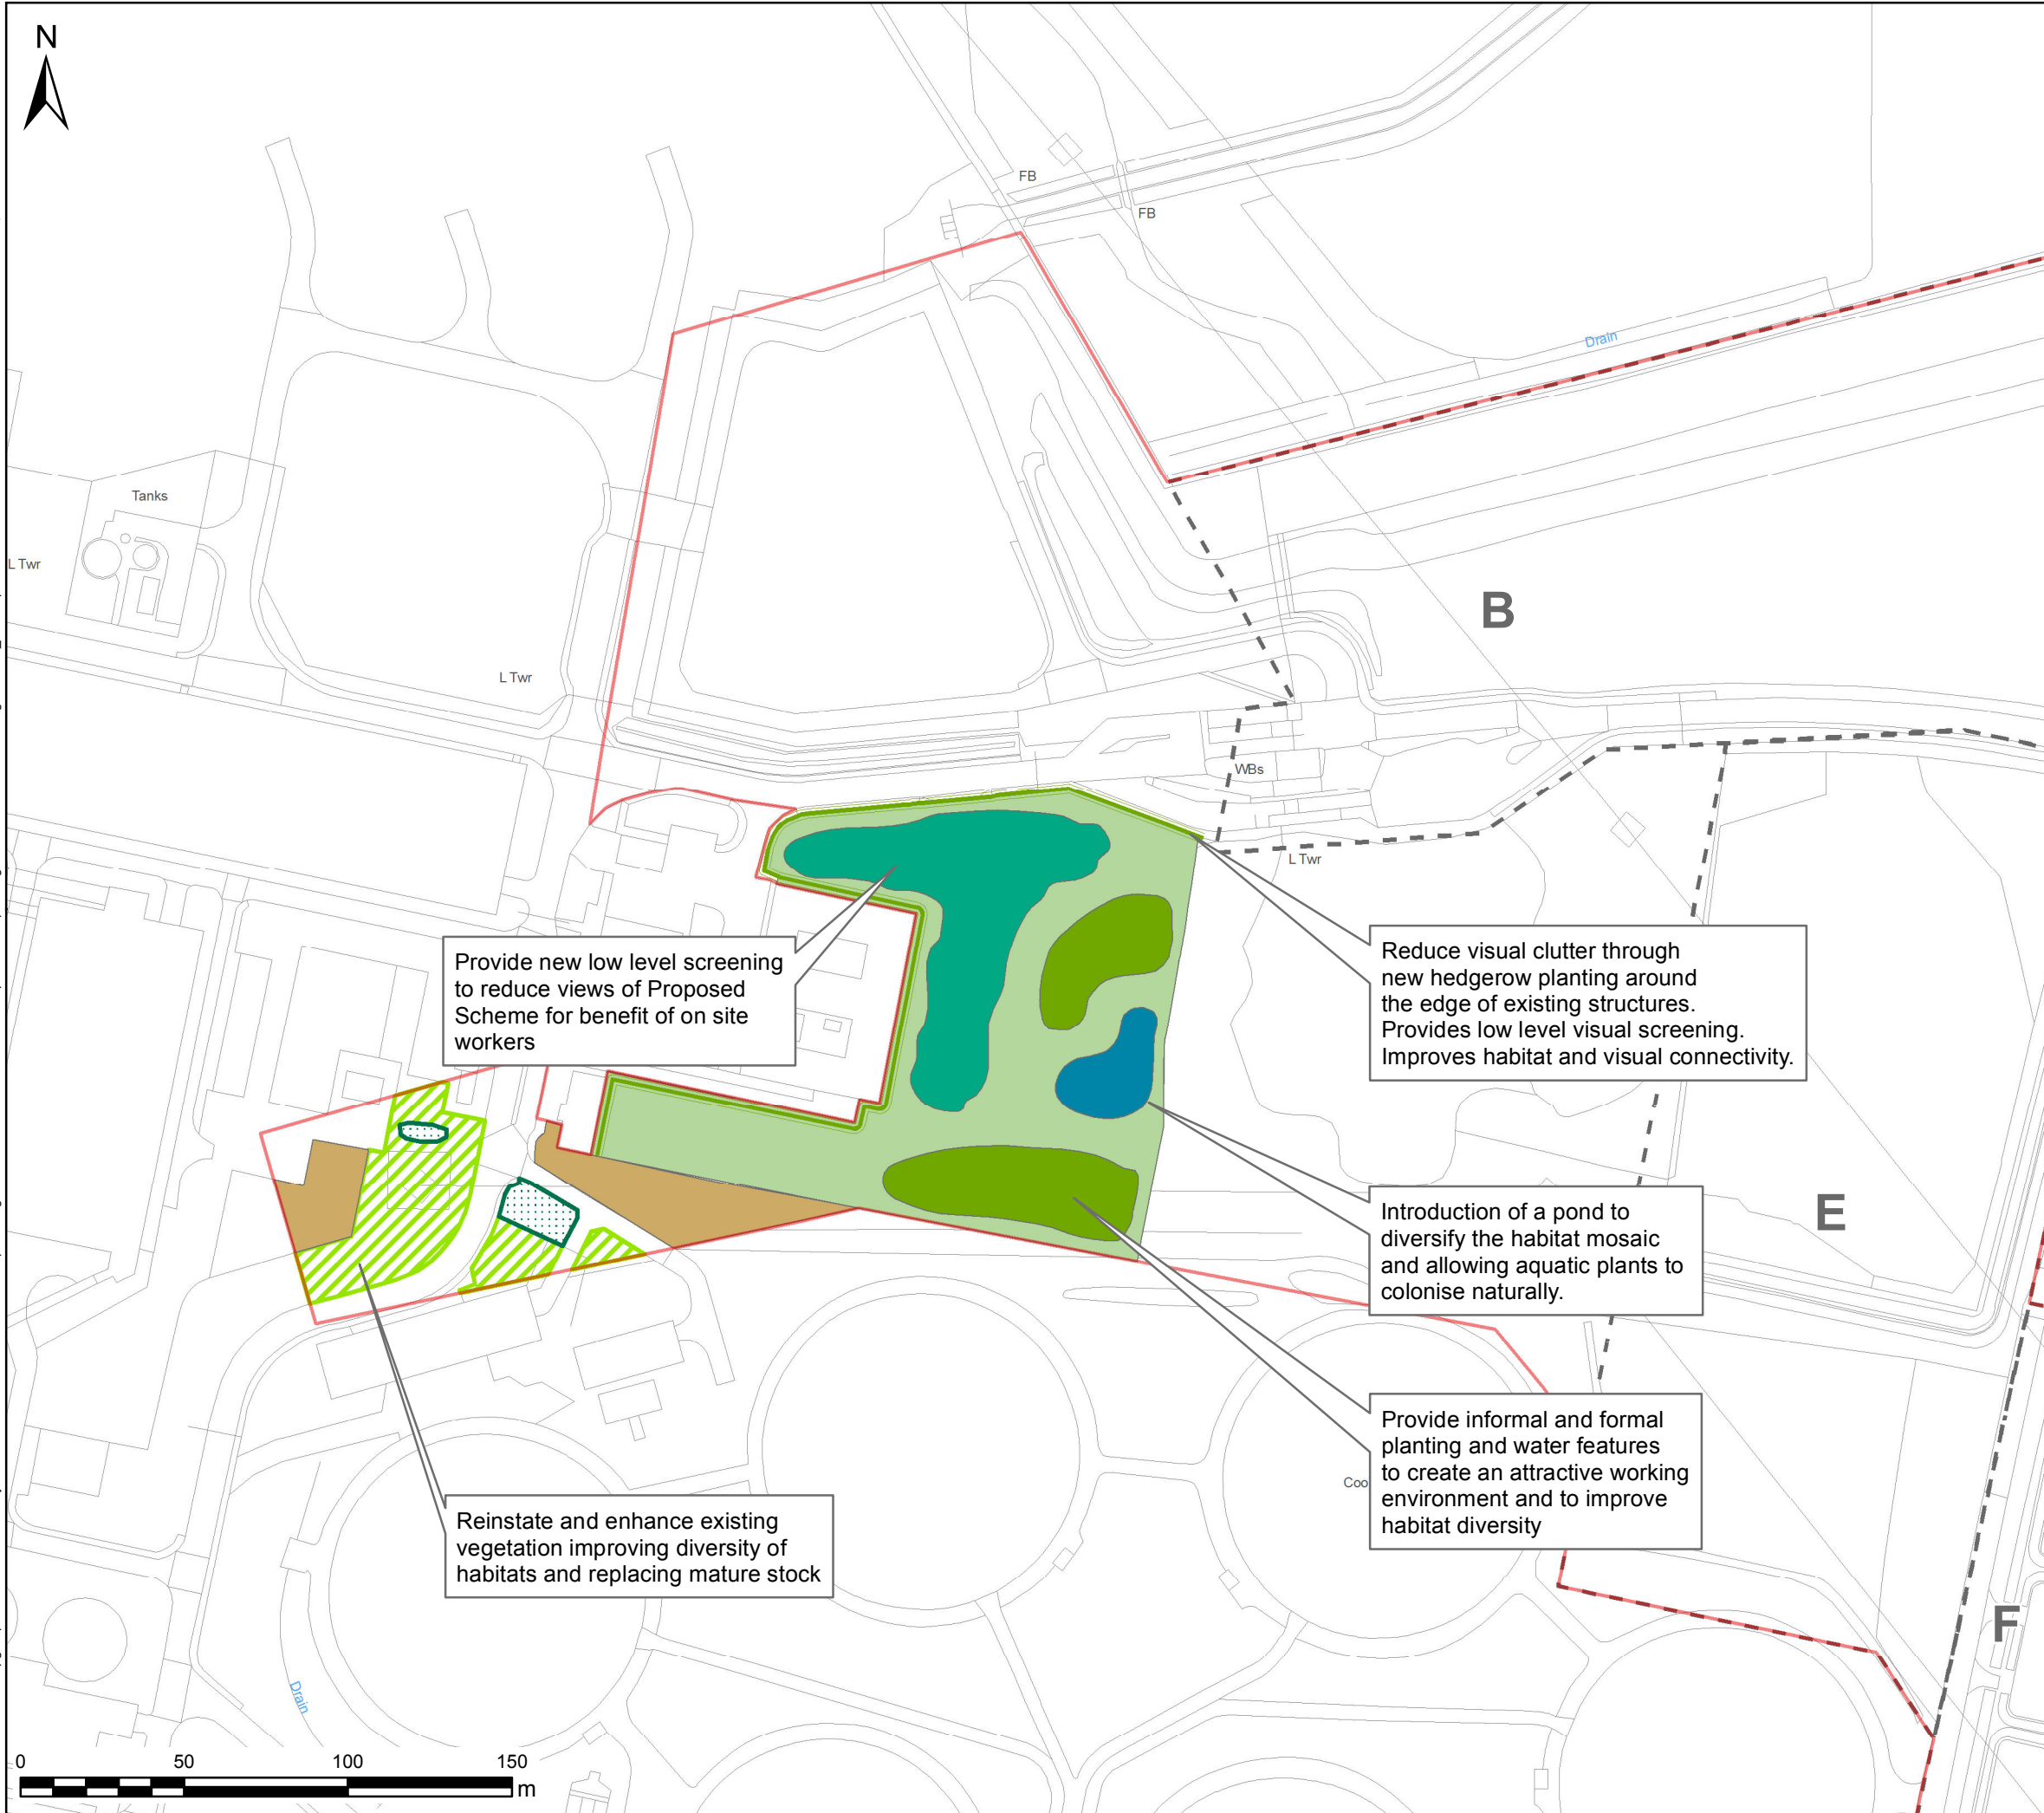 N
FB
FB
Drain
Tanks
L Twr
B
L Twr
WBs
L Twr
Provide new low level screening
to reduce views of Proposed
Scheme for benefit of on site
workers
Reduce visual clutter through
new hedgerow planting around
the edge of existing structures.
Provides low level visual screening.
Improves habitat and visual connectivity.
Introduction of a pond to
diversify the habitat mosaic
and allowing aquatic plants to
colonise naturally.
E
Provide informal and formal
planting and water features
to create an attractive working
environment and to improve
habitat diversity
Coo
Reinstate and enhance existing
vegetation improving diversity of
habitats and replacing mature stock
F
Drain
0 50 100 150
m